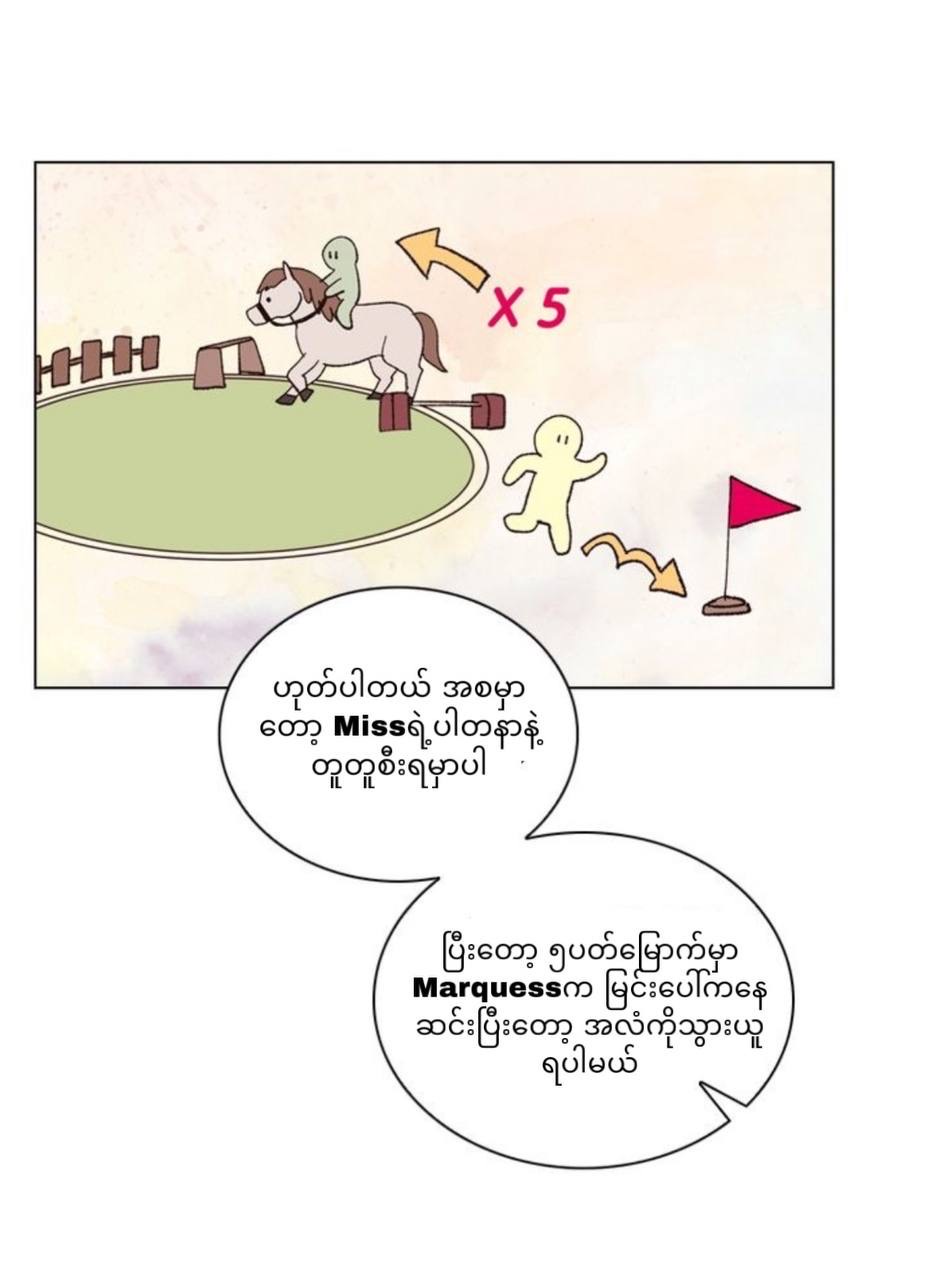 X 5
ဟုတ်ပါတယ် အစမှာ
တော့ Missရဲ့ပါတနာနဲ့
တူတူစီးရမှာပါ
ပြီးတော့ ၅ပတ်မြောက်မှာ
Marquessက မြင်းပေါ်ကနေ
ဆင်းပြီးတော့ အလံကိုသွားယူ
ရပါမယ်